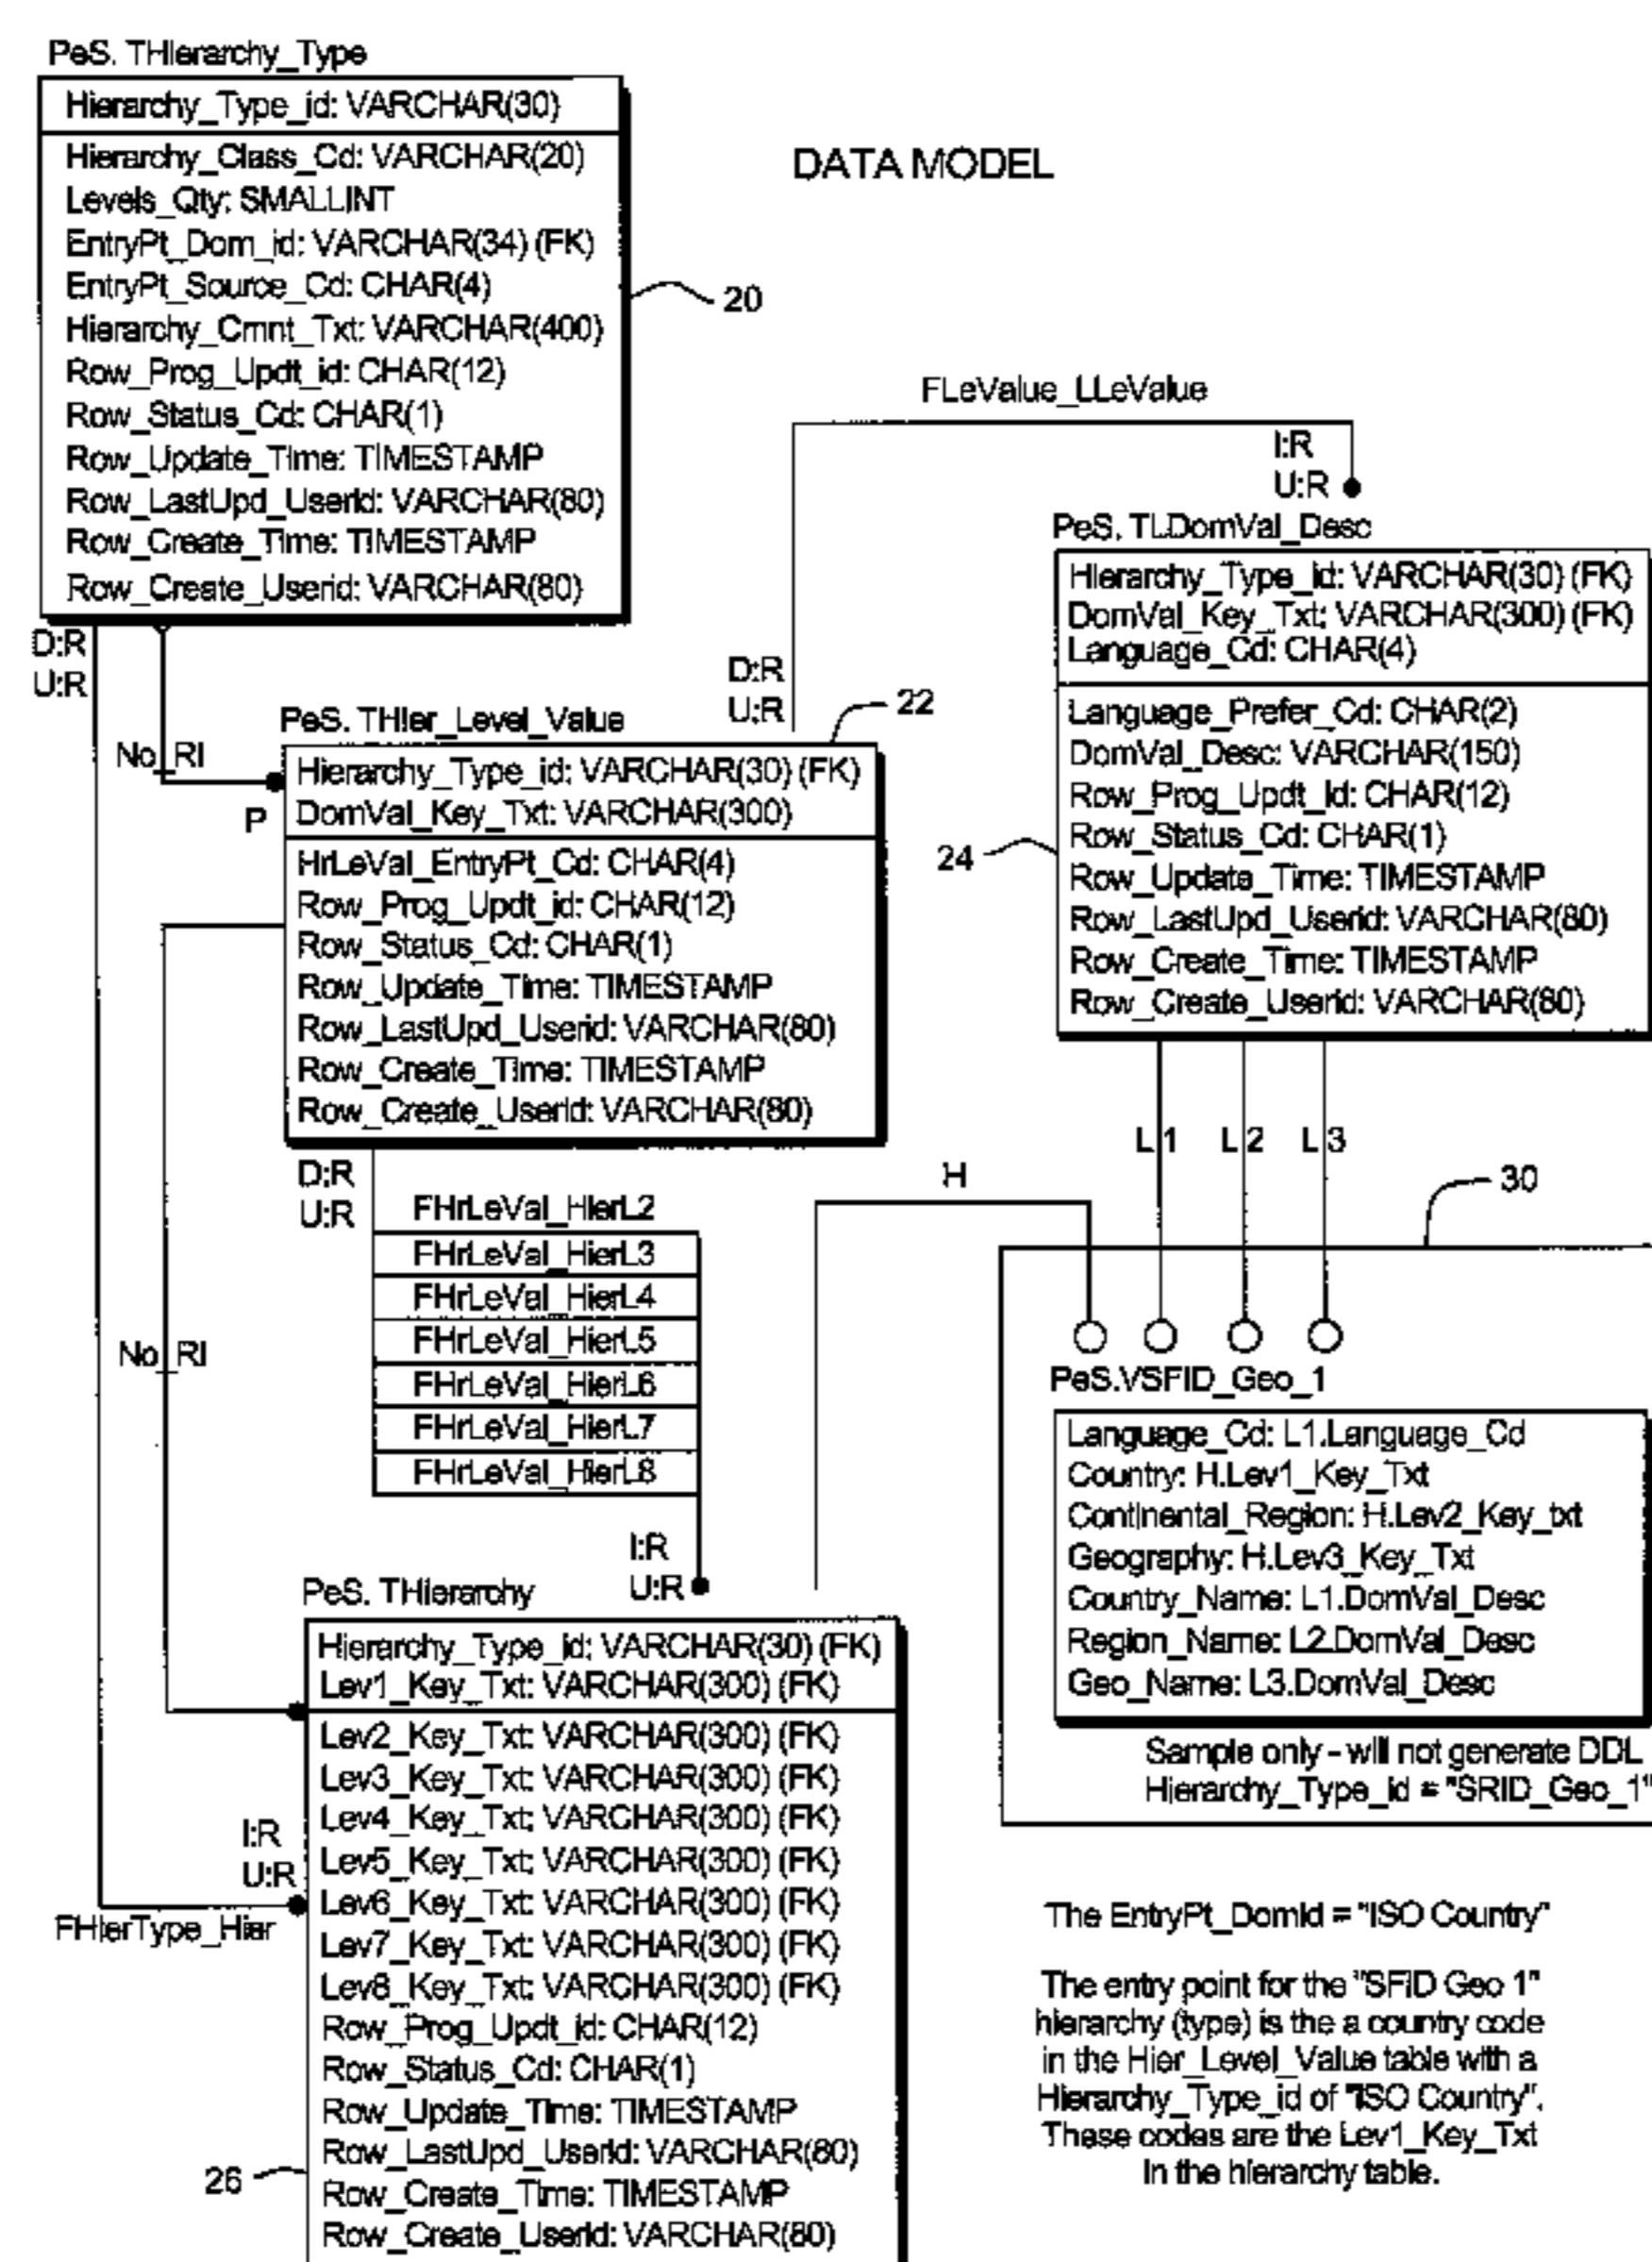 PeS. THierarchy_Type
Hierarchy_Type_id: VARCHAR(30)
Hierarchy_Class_Cd: VARCHAR(20)
Levels_Qty: SMALLINT
EntryPt_Dom_id: VARCHAR(34) (FK)
EntryPt_Source_Cd: CHAR(4)
Hierarchy_Cmnt_Txt: VARCHAR(400)
Row_Prog_Updt_id: CHAR(12)
Row_Status_Cd: CHAR(1)
Row_Update_Time: TIMESTAMP
Row_LastUpd_Userid: VARCHAR(80)
Row_Create_Time: TIMESTAMP
Row_Create_Userid: VARCHAR(80)
20
DATA MODEL
D:R
U:R
No_RI
P
FLeValue_LLeValue
I:R
U:R
D:R
U:R
22
PeS. THier_Level_Value
Hierarchy_Type_id: VARCHAR(30) (FK)
DomVal_Key_Txt: VARCHAR(300)
HrLeVal_EntryPt_Cd: CHAR(4)
Row_Prog_Updt_id: CHAR(12)
Row_Status_Cd: CHAR(1)
Row_Update_Time: TIMESTAMP
Row_LastUpd_Userid: VARCHAR(80)
Row_Create_Time: TIMESTAMP
Row_Create_Userid: VARCHAR(80)
PeS. TLDomVal_Desc
Hierarchy_Type_id: VARCHAR(30) (FK)
DomVal_Key_Txt: VARCHAR(300) (FK)
Language_Cd: CHAR(4)
Language_Prefer_Cd: CHAR(2)
DomVal_Desc: VARCHAR(150)
Row_Prog_Updt_id: CHAR(12)
Row_Status_Cd: CHAR(1)
Row_Update_Time: TIMESTAMP
Row_LastUpd_Userid: VARCHAR(80)
Row_Create_Time: TIMESTAMP
Row_Create_Userid: VARCHAR(80)
24
D:R
U:R
FHrLeVal_HierL2
FHrLeVal_HierL3
FHrLeVal_HierL4
FHrLeVal_HierL5
FHrLeVal_HierL6
FHrLeVal_HierL7
FHrLeVal_HierL8
I:R
U:R
No_RI
H
L1 L2 L3
30
PeS.VSFID_Geo_1
Language_Cd: L1.Language_Cd
Country: H.Lev1_Key_Txt
Continental_Region: H.Lev2_Key_txt
Geography: H.Lev3_Key_Txt
Country_Name: L1.DomVal_Desc
Region_Name: L2.DomVal_Desc
Geo_Name: L3.DomVal_Desc
Sample only - will not generate DDL
Hierarchy_Type_id = "SRID_Geo_1"
PeS. THierarchy
Hierarchy_Type_id: VARCHAR(30) (FK)
Lev1_Key_Txt: VARCHAR(300) (FK)
Lev2_Key_Txt: VARCHAR(300) (FK)
Lev3_Key_Txt: VARCHAR(300) (FK)
Lev4_Key_Txt: VARCHAR(300) (FK)
Lev5_Key_Txt: VARCHAR(300) (FK)
Lev6_Key_Txt: VARCHAR(300) (FK)
Lev7_Key_Txt: VARCHAR(300) (FK)
Lev8_Key_Txt: VARCHAR(300) (FK)
Row_Prog_Updt_id: CHAR(12)
Row_Status_Cd: CHAR(1)
Row_Update_Time: TIMESTAMP
Row_LastUpd_Userid: VARCHAR(80)
Row_Create_Time: TIMESTAMP
Row_Create_Userid: VARCHAR(80)
I:R
U:R
FHierType_Hier
26
The EntryPt_DomId = "ISO Country"
The entry point for the "SFID Geo 1"
hierarchy (type) is the a country code
in the Hier_Level_Value table with a
Hierarchy_Type_id of "ISO Country".
These codes are the Lev1_Key_Txt
in the hierarchy table.